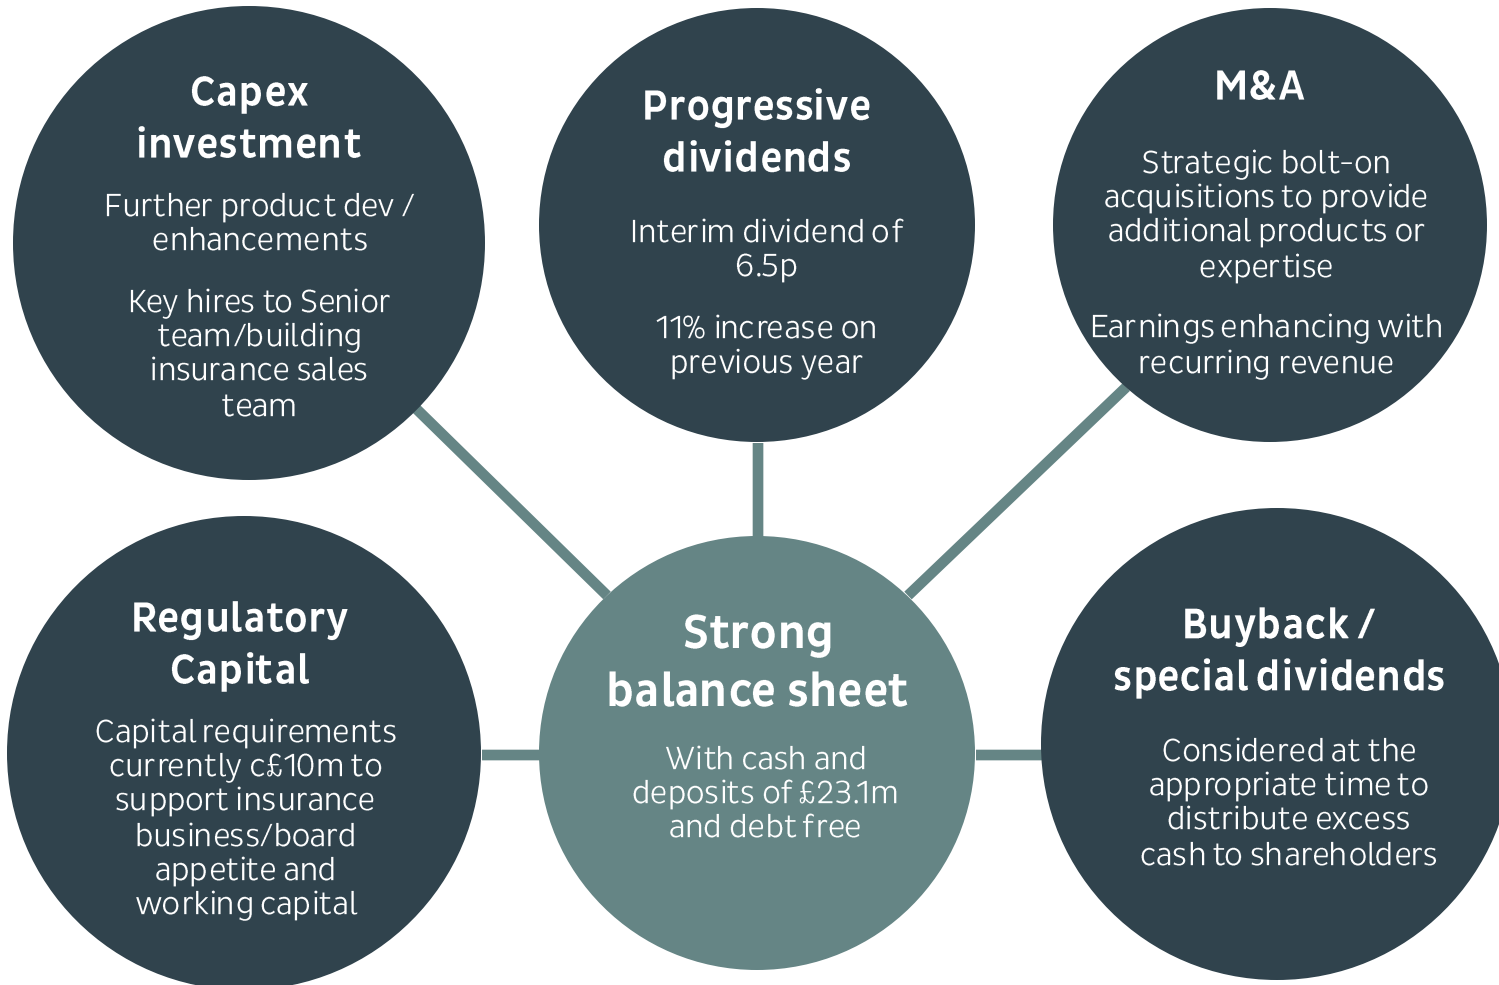 Capex
investment
Further product dev /
enhancements
Key hires to Senior
team/building
insurance sales
team
Progressive
dividends
Interim dividend of
6.5p
11% increase on
previous year
M&A
Strategic bolt-on
acquisitions to provide
additional products or
expertise
Earnings enhancing with
recurring revenue
Regulatory
Capital
Capital requirements
currently c£10m to
support insurance
business/board
appetite and
working capital
Strong
balance sheet
With cash and
deposits of £23.1m
and debt free
Buyback /
special dividends
Considered at the
appropriate time to
distribute excess
cash to shareholders